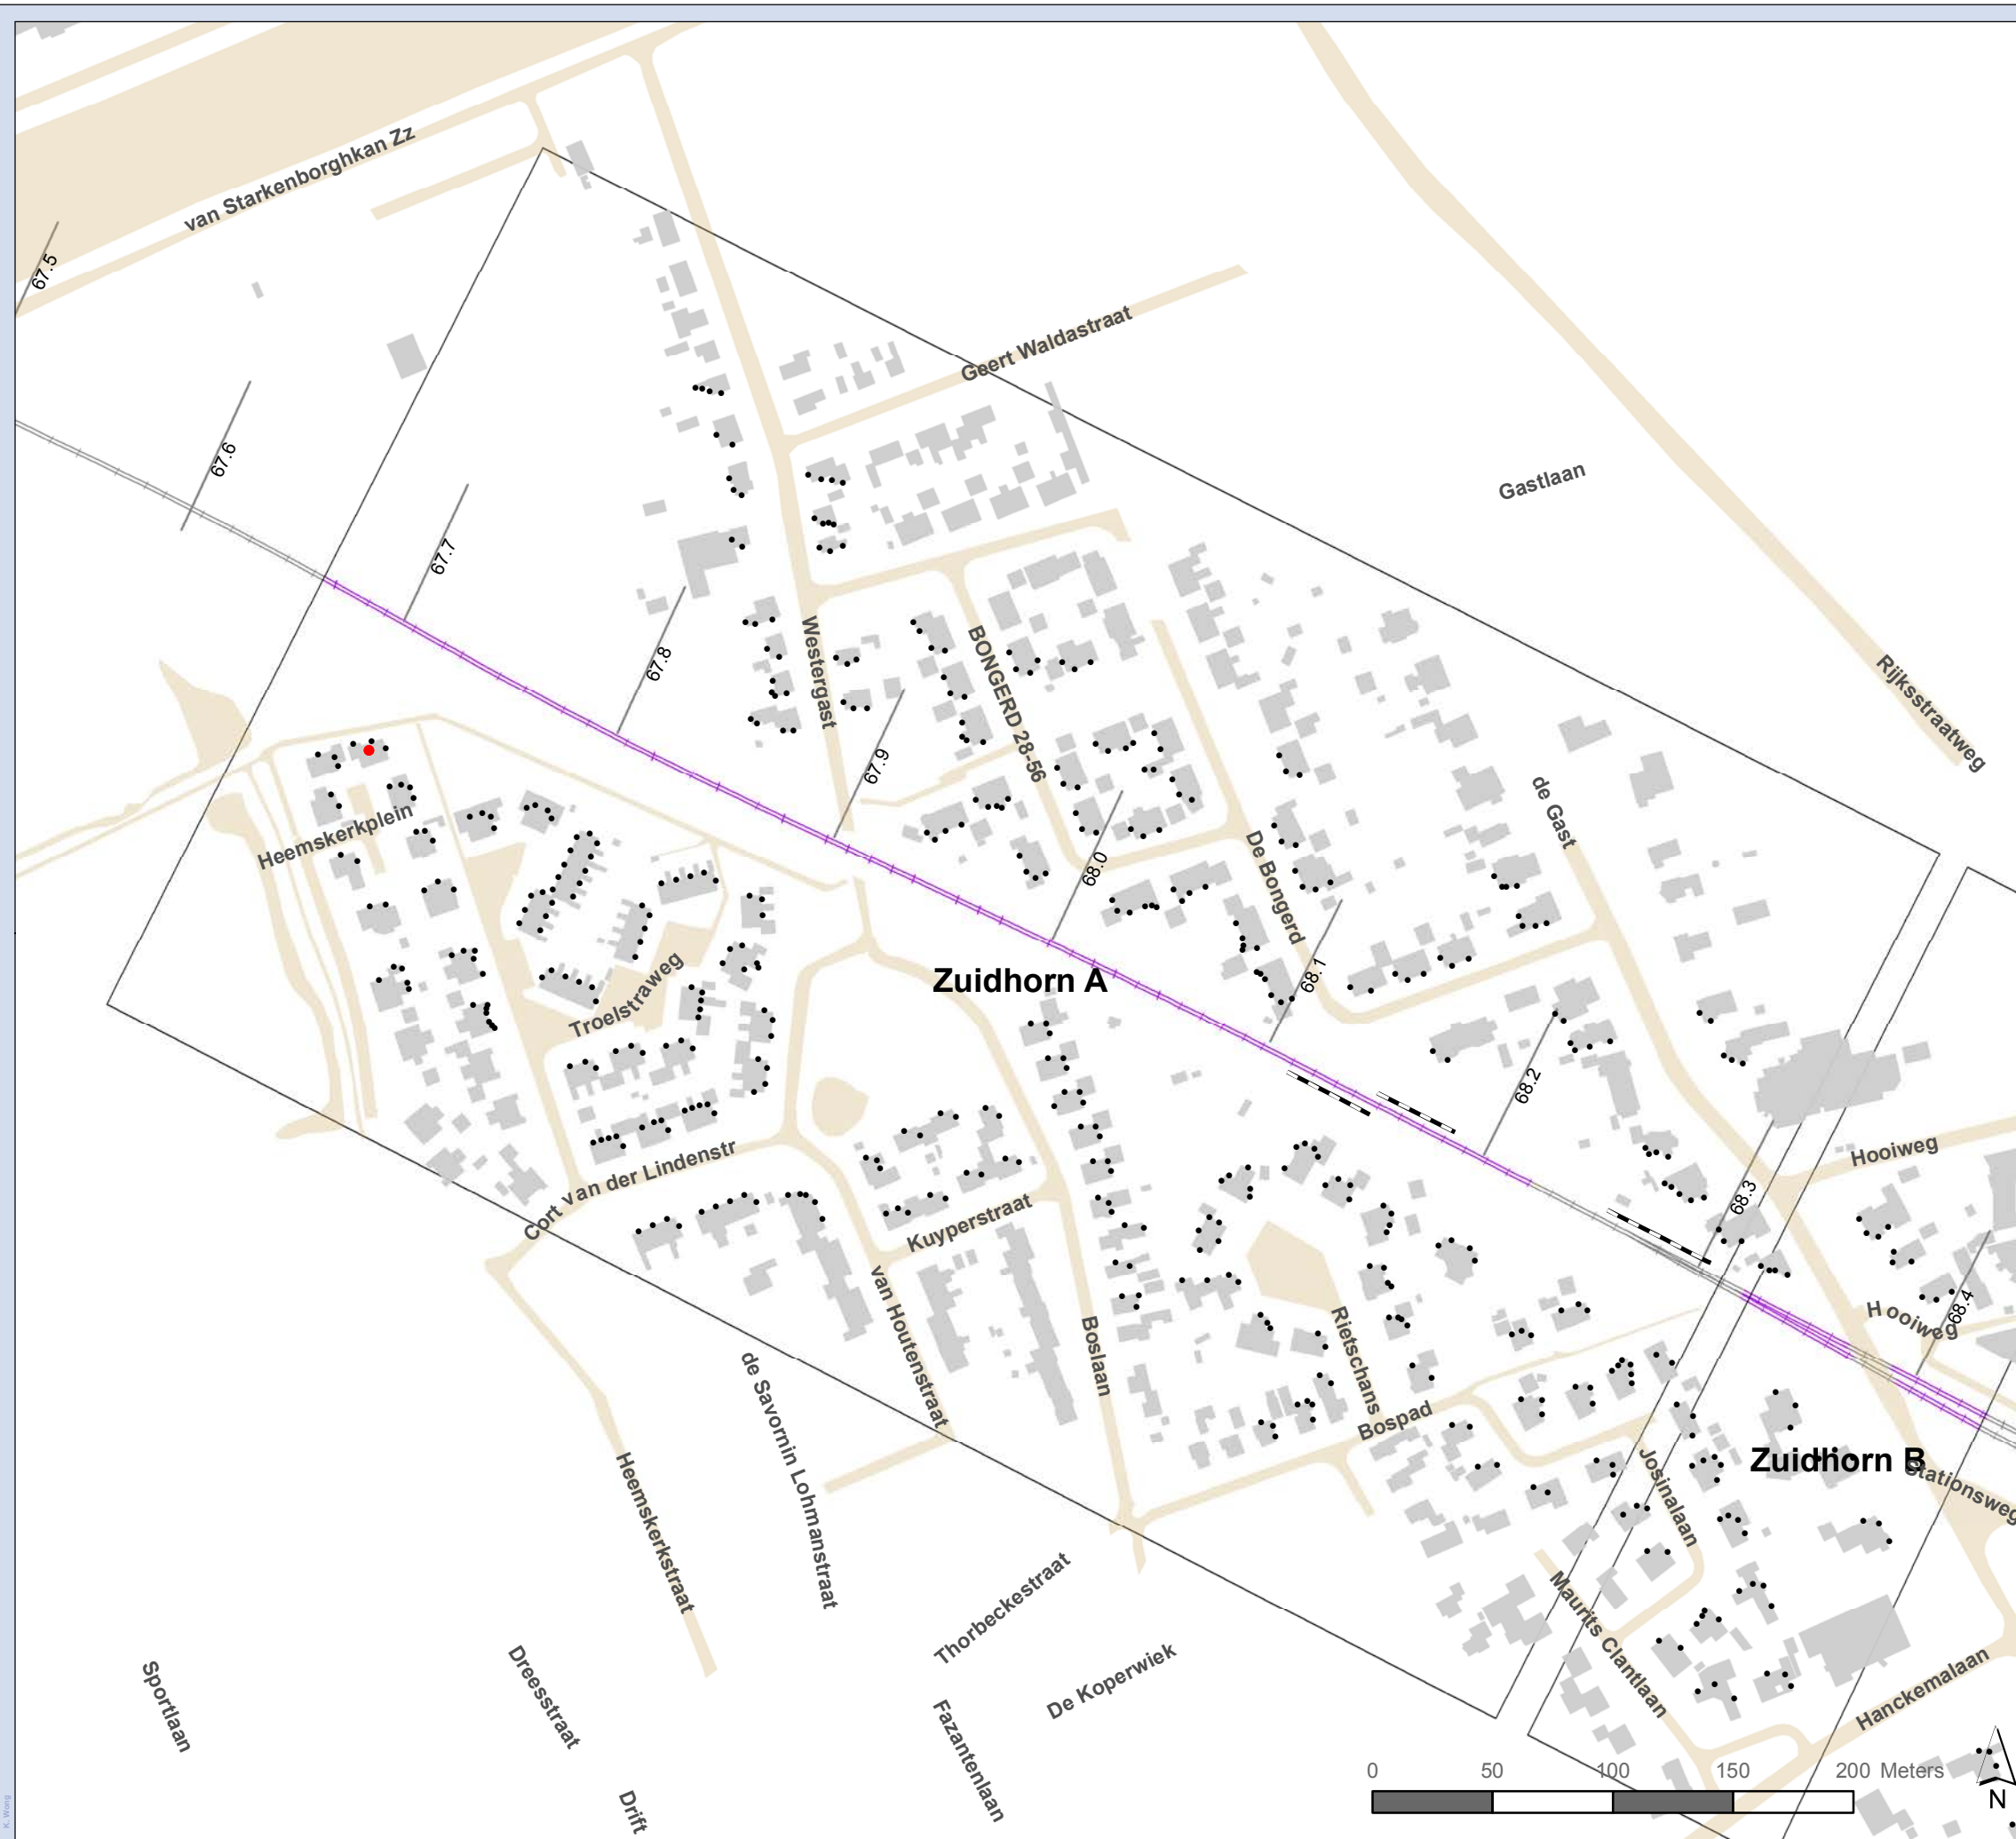 van Starkenborghkan Zz
67.5
Geert Waldastraat
67.6
Gastlaan
67.7
Westergast
67.8
BONGERD 28-56
Rijksstraatweg
67.9
de Gast
Heemskerkplein
68.0
De Bongerd
Zuidhorn A
68.1
Troelstraweg
68.2
Hooiweg
Cort van der Lindenstr
68.3
Kuyperstraat
van Houtenstraat
Hooiweg
68.4
Boslaan
Rietschans
Bospad
de Savornin Lohmanstraat
Zuidhorn B
Stationsweg
Josinalaan
Heemskerkstraat
Thorbeckestraat
Maurits Clantlaan
De Koperwiek
Hanckemalaan
Sportlaan
Dreesstraat
Fazantenlaan
Drift
0 50 100 150 200 Meters
N
K. Wong